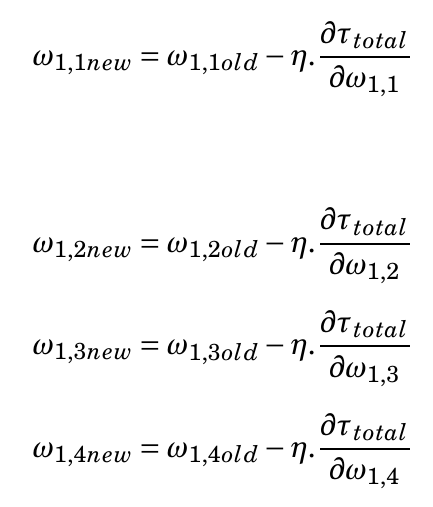 ω₁,₁new = ω₁,₁old − η. ∂τtotal / ∂ω₁,₁
ω₁,₂new = ω₁,₂old − η. ∂τtotal / ∂ω₁,₂
ω₁,₃new = ω₁,₃old − η. ∂τtotal / ∂ω₁,₃
ω₁,₄new = ω₁,₄old − η. ∂τtotal / ∂ω₁,₄